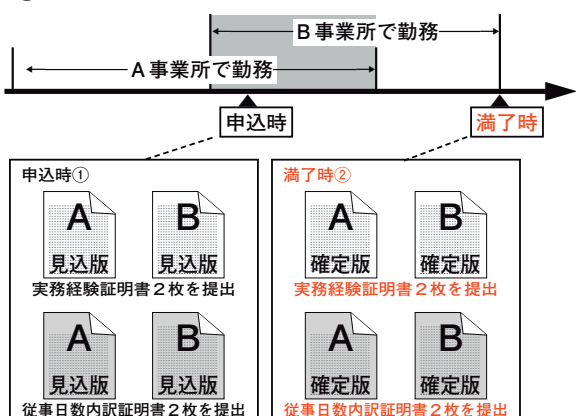 B事業所で勤務
A事業所で勤務
申込時
満了時
申込時①
A
見込版
B
見込版
実務経験証明書2枚を提出
A
見込版
B
見込版
従事日数内訳証明書2枚を提出
満了時②
A
確定版
B
確定版
実務経験証明書2枚を提出
A
確定版
B
確定版
従事日数内訳証明書2枚を提出